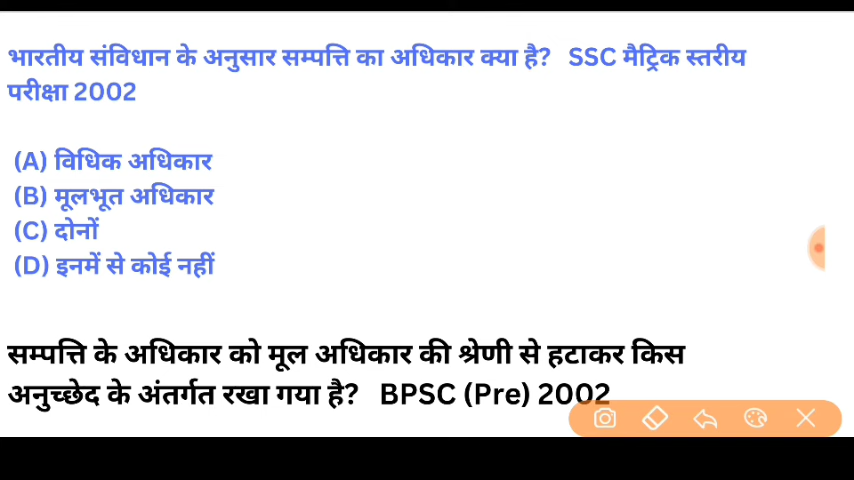 भारतीय संविधान के अनुसार सम्पत्ति का अधिकार क्या है? SSC मैट्रिक स्तरीय
परीक्षा 2002
(A) विधिक अधिकार
(B) मूलभूत अधिकार
(C) दोनों
(D) इनमें से कोई नहीं
सम्पत्ति के अधिकार को मूल अधिकार की श्रेणी से हटाकर किस
अनुच्छेद के अंतर्गत रखा गया है? BPSC (Pre) 2002